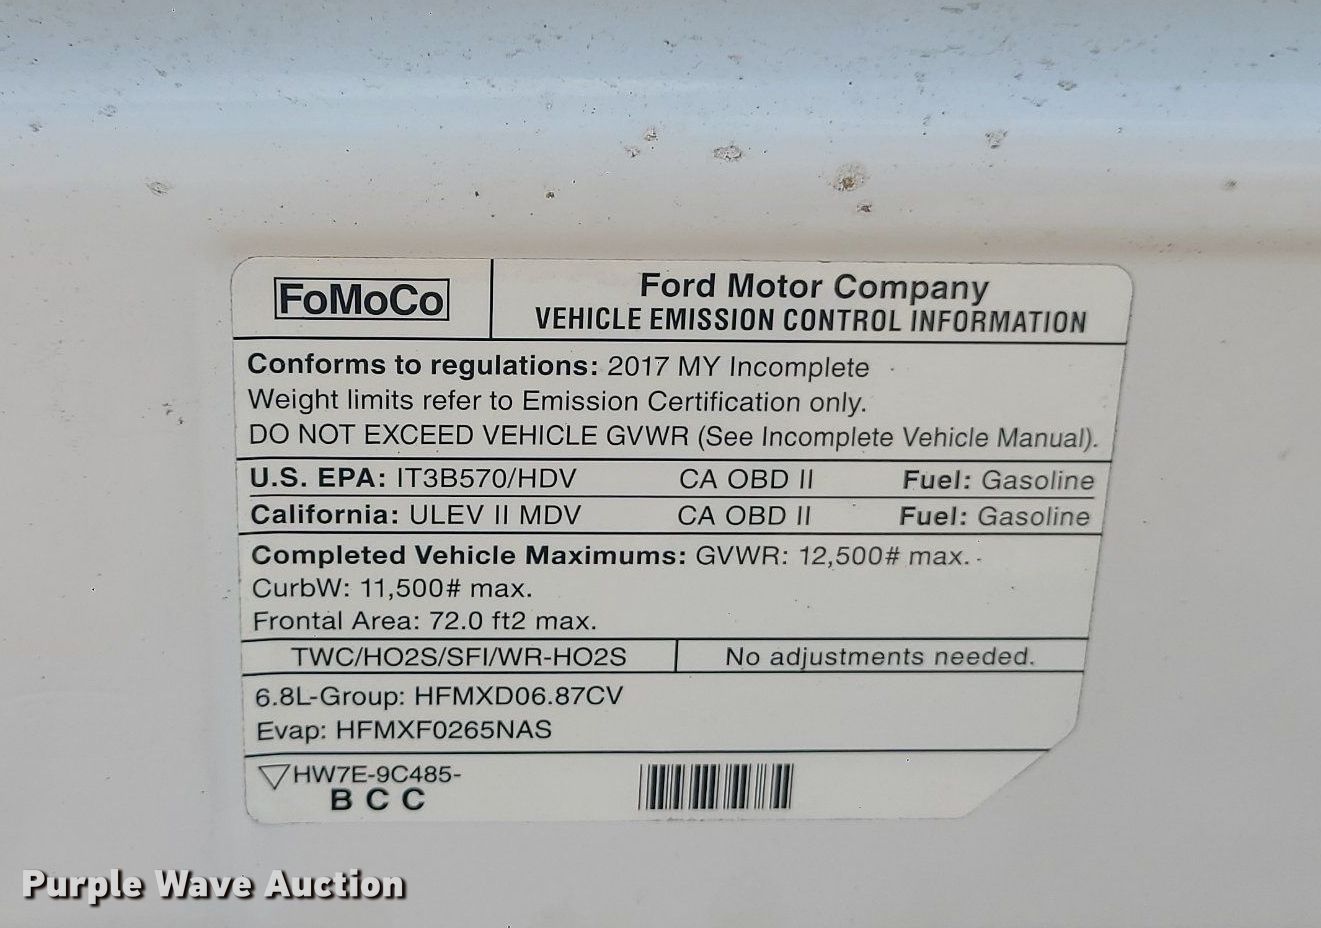 FoMoCo
Ford Motor Company
VEHICLE EMISSION CONTROL INFORMATION
Conforms to regulations: 2017 MY Incomplete
Weight limits refer to Emission Certification only.
DO NOT EXCEED VEHICLE GVWR (See Incomplete Vehicle Manual).
U.S. EPA: IT3B570/HDV CA OBD II Fuel: Gasoline
California: ULEV II MDV CA OBD II Fuel: Gasoline
Completed Vehicle Maximums: GVWR: 12,500# max.
CurbW: 11,500# max.
Frontal Area: 72.0 ft2 max.
TWC/HO2S/SFI/WR-HO2S No adjustments needed.
6.8L-Group: HFMXD06.87CV
Evap: HFMXF0265NAS
HW7E-9C485-
BCC
Purple Wave Auction